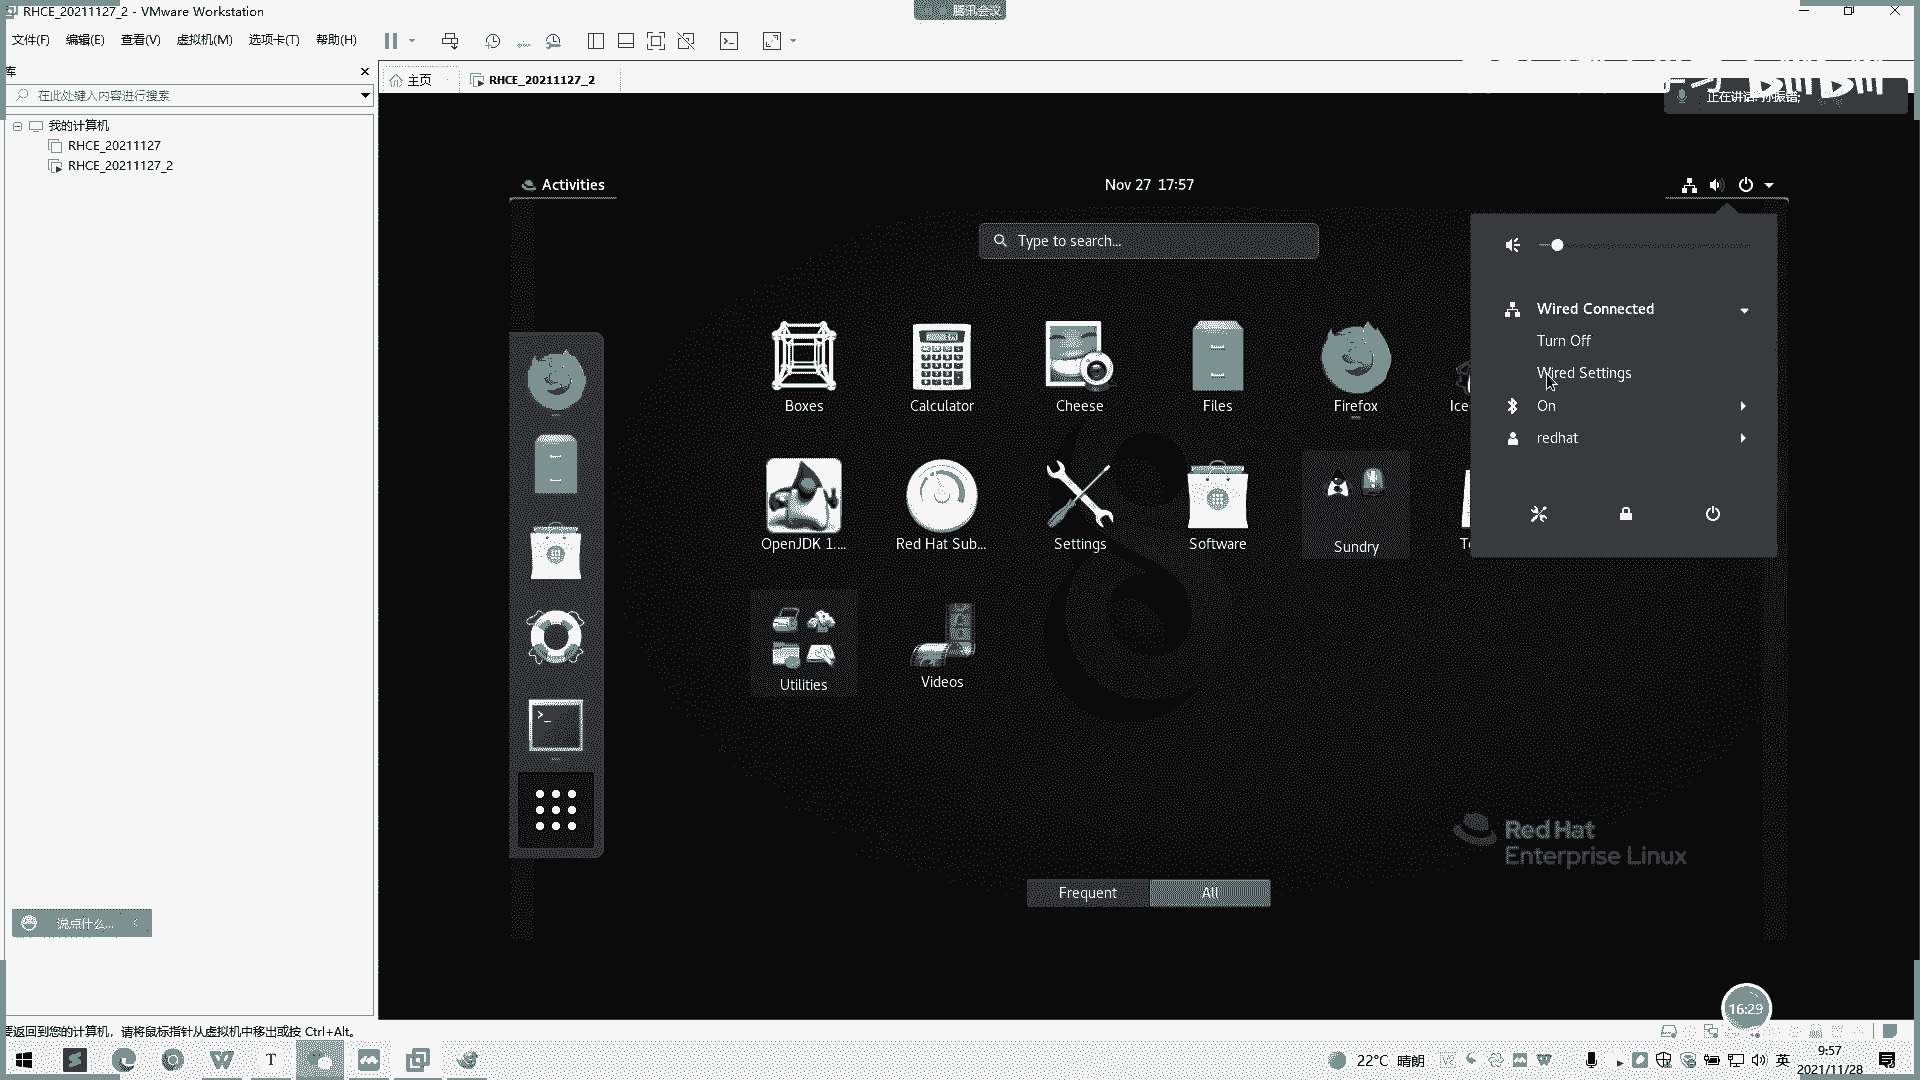 RHCE_20211127_2 - VMware Workstation
腾讯会议
文件(F) 编辑(E) 查看(V) 虚拟机(M) 选项卡(T) 帮助(H)
库
主页
RHCE_20211127_2
在此处键入内容进行搜索
正在讲话: 孙振锴;
我的计算机
RHCE_20211127
RHCE_20211127_2
Activities
Nov 27 17:57
Type to search...
Wired Connected
Turn Off
Wired Settings
On
redhat
Boxes
Calculator
Cheese
Files
Firefox
Ice
OpenJDK 1....
Red Hat Sub...
Settings
Software
Sundry
Te
Utilities
Videos
Red Hat
Enterprise Linux
Frequent
All
说点什么...
16:29
要返回到您的计算机，请将鼠标指针从虚拟机中移出或按 Ctrl+Alt。
22°C 晴朗
英
9:57
2021/11/28